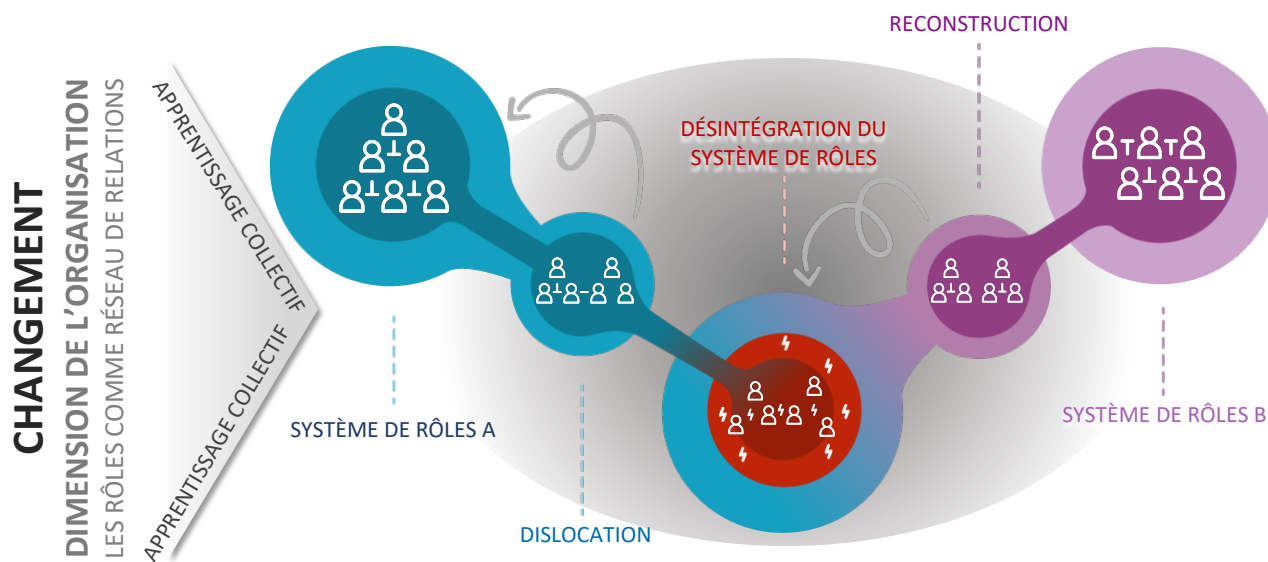 CHANGEMENT
DIMENSION DE L’ORGANISATION
LES RÔLES COMME RÉSEAU DE RELATIONS
APPRENTISSAGE COLLECTIF
APPRENTISSAGE COLLECTIF
RECONSTRUCTION
DÉSINTÉGRATION DU
SYSTÈME DE RÔLES
SYSTÈME DE RÔLES A
SYSTÈME DE RÔLES B
DISLOCATION